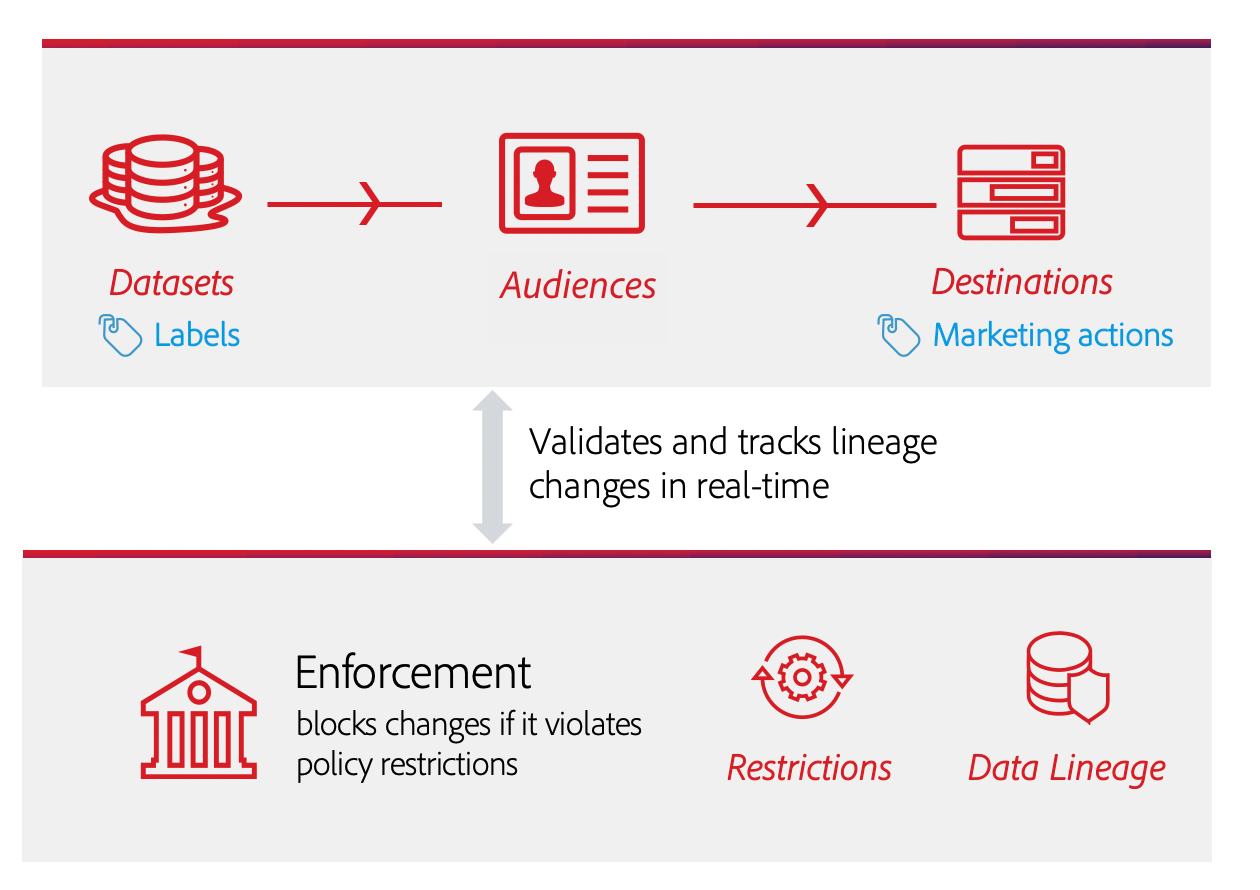 Datasets
Audiences
Destinations
Labels
Marketing actions
Validates and tracks lineage
changes in real-time
Enforcement
blocks changes if it violates
policy restrictions
Restrictions
Data Lineage